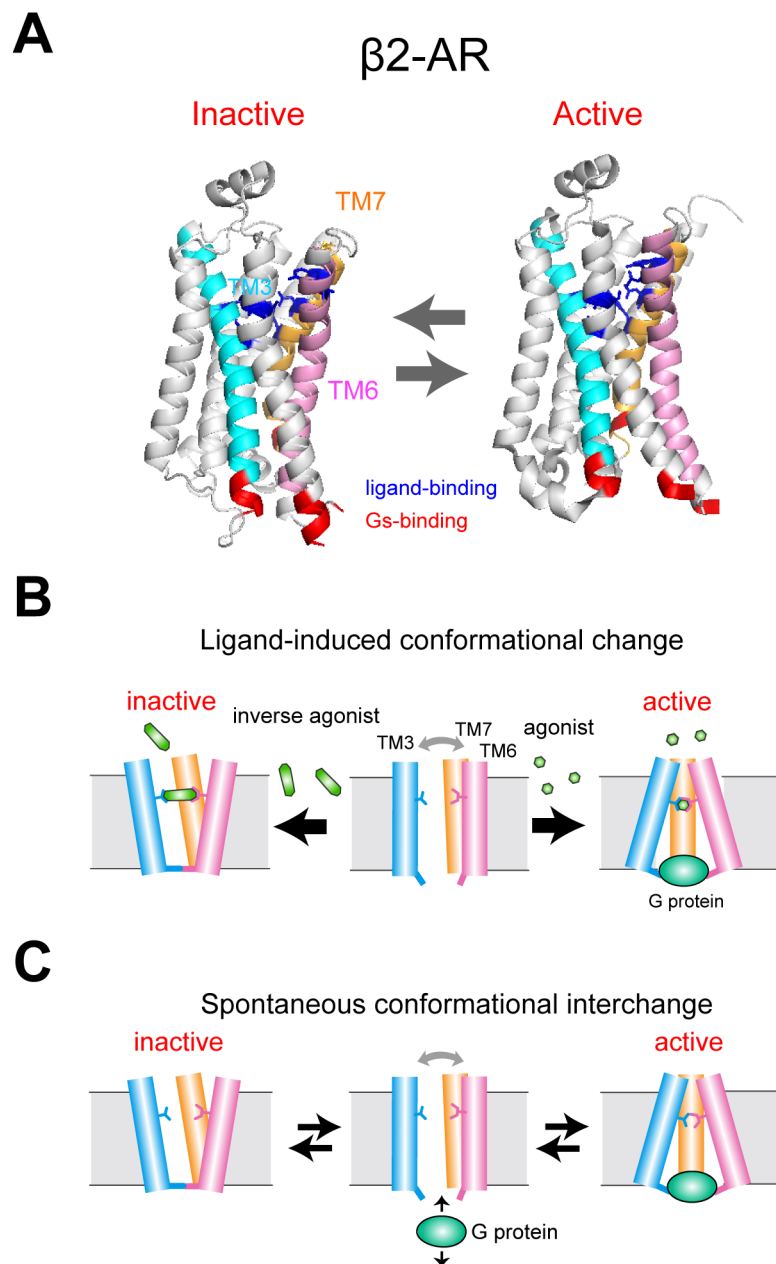 A
β2-AR
Inactive
Active
TM7
TM3
TM6
ligand-binding
Gs-binding
B
Ligand-induced conformational change
inactive
inverse agonist
TM3
TM7
TM6
agonist
active
G protein
C
Spontaneous conformational interchange
inactive
active
G protein